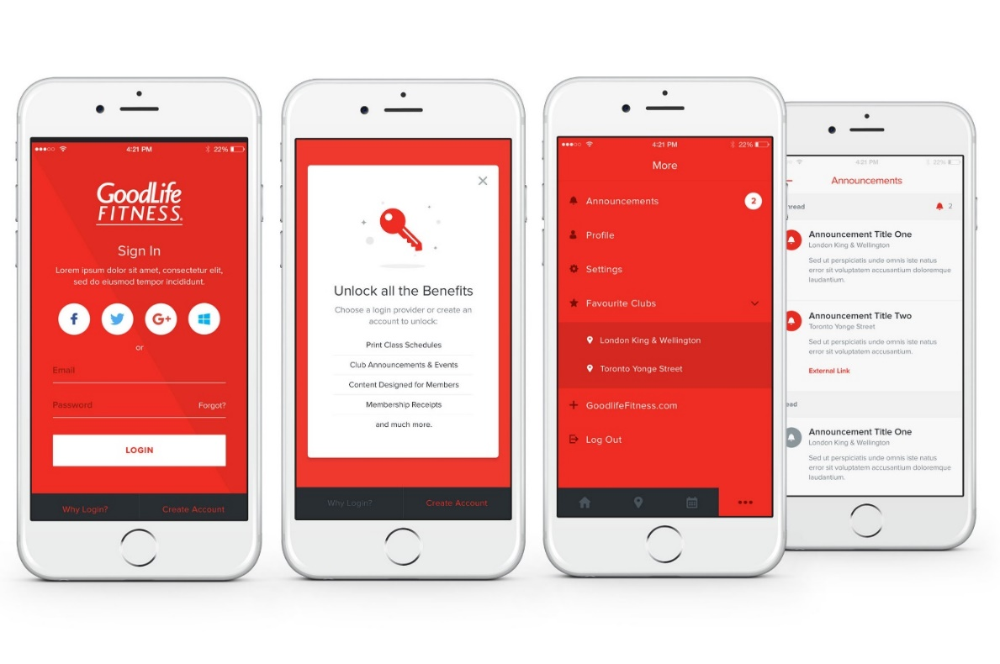 4:21 PM
22%
GoodLife
FITNESS.
Sign In
Lorem ipsum dolor sit amet, consectetur elit,
sed do eiusmod tempor incididunt.
f
G+
or
Email
Password Forgot?
LOGIN
Why Login? Create Account
Unlock all the Benefits
Choose a login provider or create an
account to unlock:
Print Class Schedules
Club Announcements & Events
Content Designed for Members
Membership Receipts
and much more.
Why Login? Create Account
4:21 PM 22%
More
Announcements 2
Profile
Settings
Favourite Clubs
London King & Wellington
Toronto Yonge Street
GoodlifeFitness.com
Log Out
4:21 PM 22%
Announcements
2
Announcement Title One
London King & Wellington
Sed ut perspiciatis unde omnis iste natus
error sit voluptatem accusantium doloremque
laudantium.
Announcement Title Two
Toronto Yonge Street
Sed ut perspiciatis unde omnis iste natus
error sit voluptatem accusantium.
External Link
ead
Announcement Title One
London King & Wellington
Sed ut perspiciatis unde omnis iste natus
error sit voluptatem accusantium doloremque
laudantium.